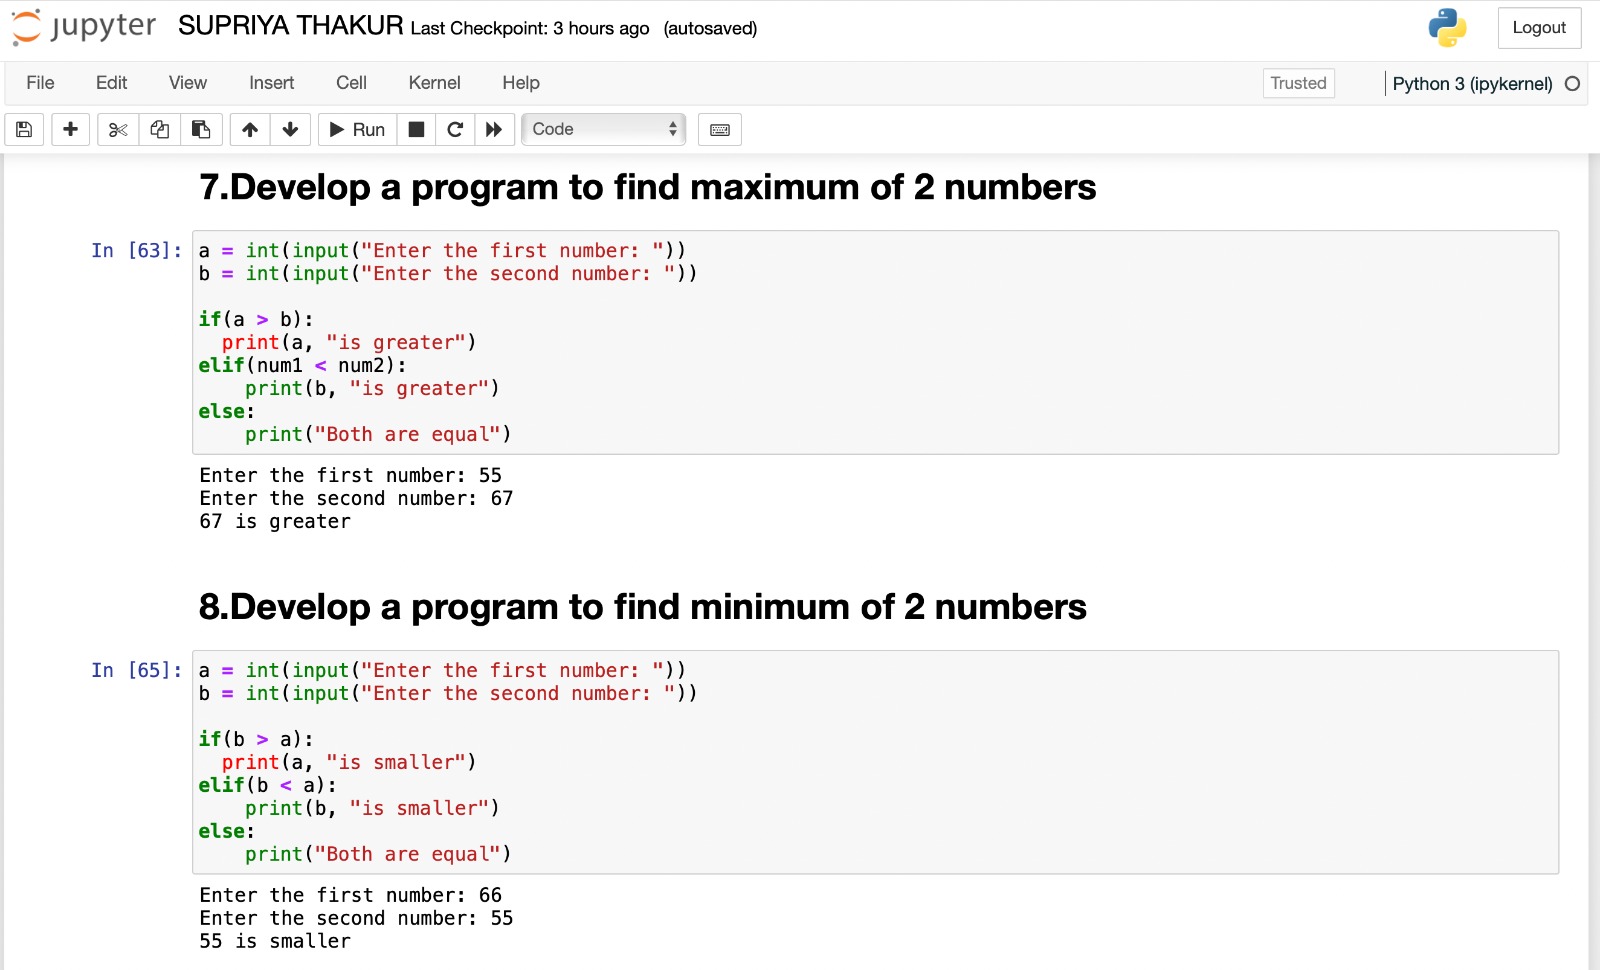 jupyter SUPRIYA THAKUR Last Checkpoint: 3 hours ago (autosaved) Logout
File Edit View Insert Cell Kernel Help Trusted Python 3 (ipykernel)
Run Code
7.Develop a program to find maximum of 2 numbers
In [63]: a = int(input("Enter the first number: "))
b = int(input("Enter the second number: "))
if(a > b):
  print(a, "is greater")
elif(num1 < num2):
    print(b, "is greater")
else:
    print("Both are equal")
Enter the first number: 55
Enter the second number: 67
67 is greater
8.Develop a program to find minimum of 2 numbers
In [65]: a = int(input("Enter the first number: "))
b = int(input("Enter the second number: "))
if(b > a):
  print(a, "is smaller")
elif(b < a):
    print(b, "is smaller")
else:
    print("Both are equal")
Enter the first number: 66
Enter the second number: 55
55 is smaller